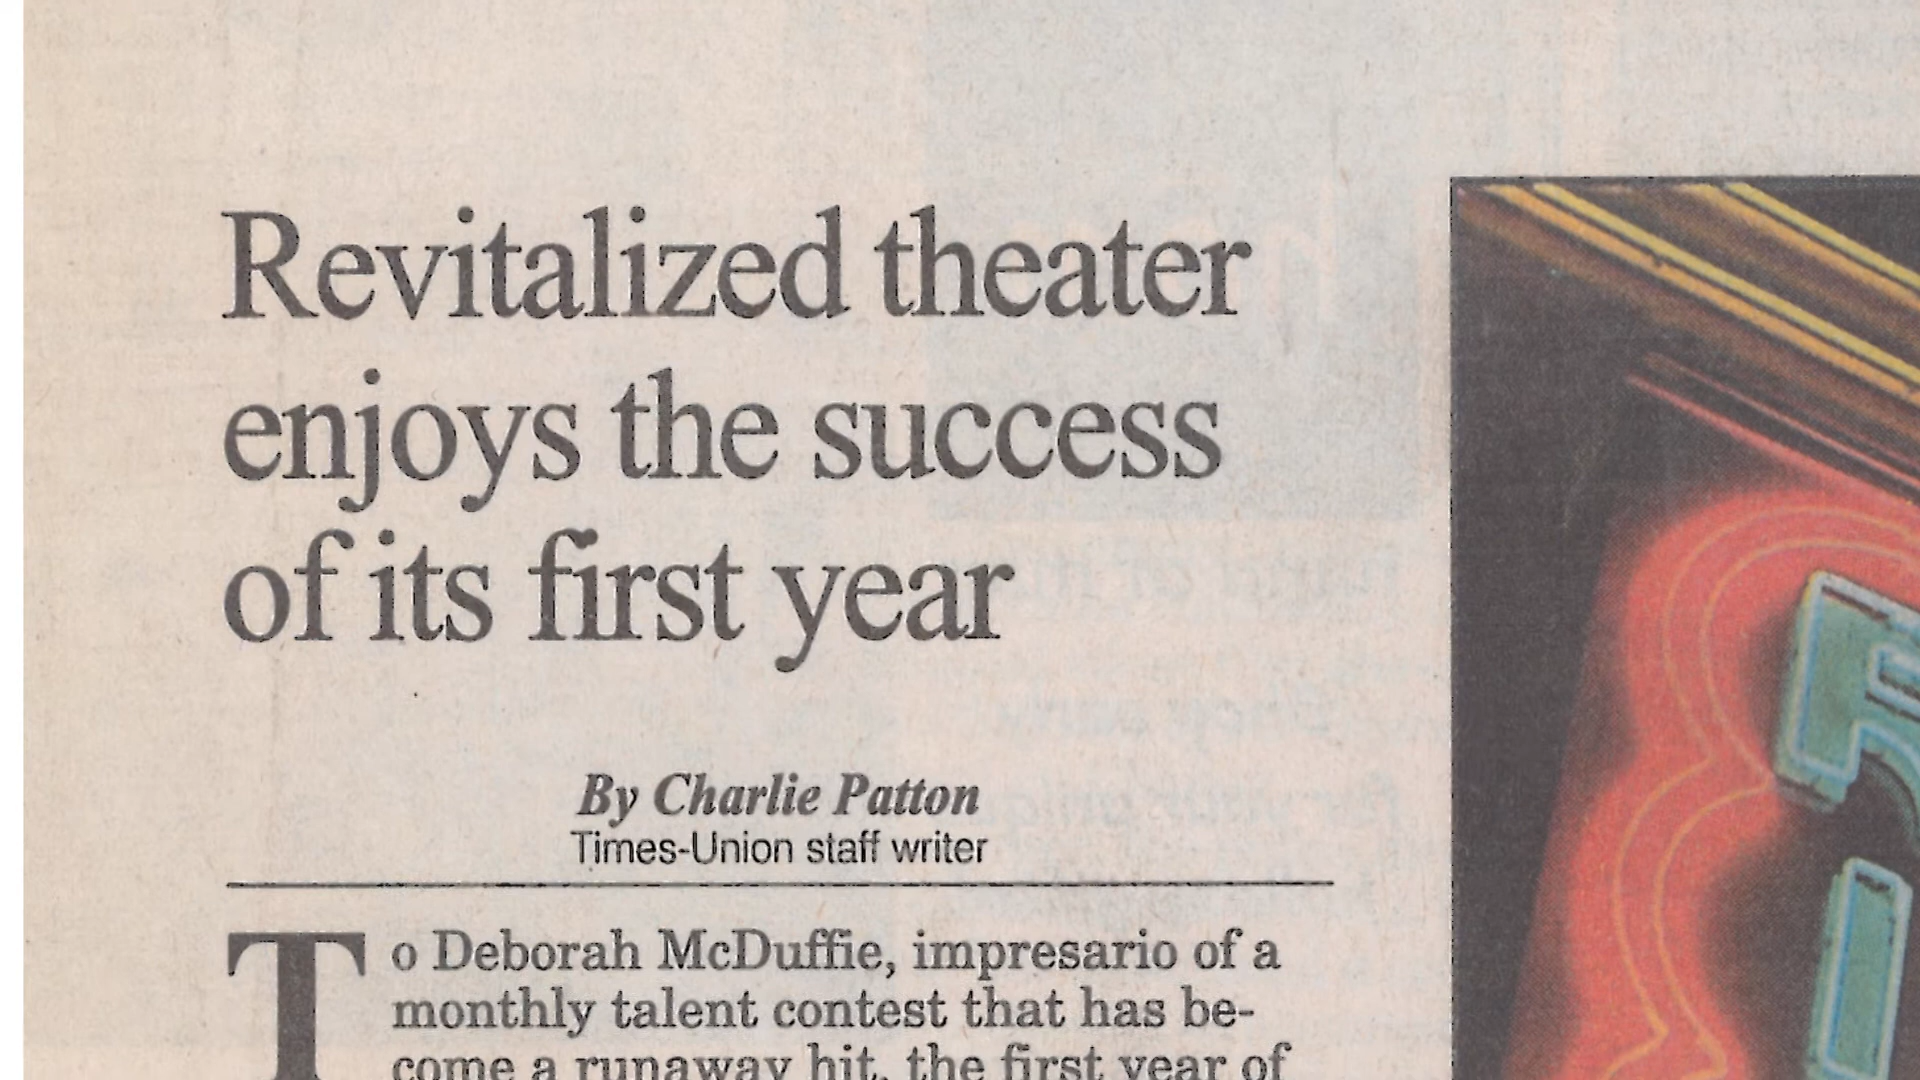 Revitalized theater
enjoys the success
of its first year
By Charlie Patton
Times-Union staff writer
To Deborah McDuffie, impresario of a
monthly talent contest that has be-
come a runaway hit, the first year of